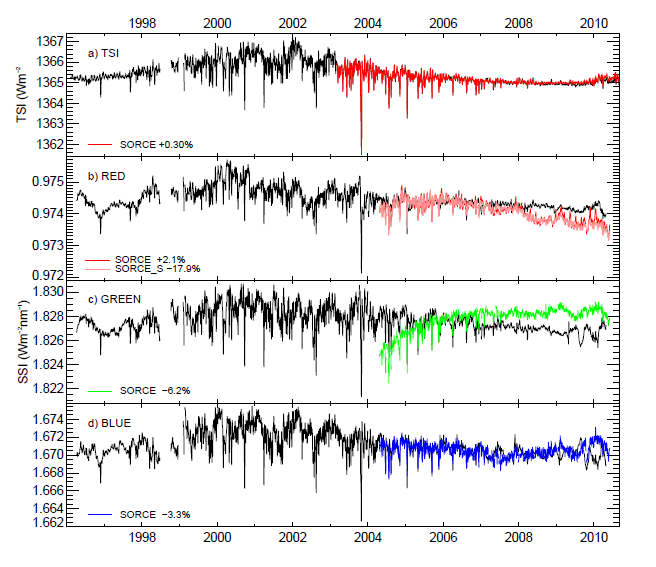 1998 2000 2002 2004 2006 2008 2010
TSI (Wm⁻²
1367
1366
1365
1364
1363
1362
a) TSI
SORCE +0.30%
0.975
0.974
0.973
0.972
b) RED
SORCE +2.1%
SORCE_S −17.9%
SSI (Wm⁻²nm⁻¹)
1.830
1.828
1.826
1.824
1.822
c) GREEN
SORCE −6.2%
1.674
1.672
1.670
1.668
1.666
1.664
1.662
d) BLUE
SORCE −3.3%
1998 2000 2002 2004 2006 2008 2010